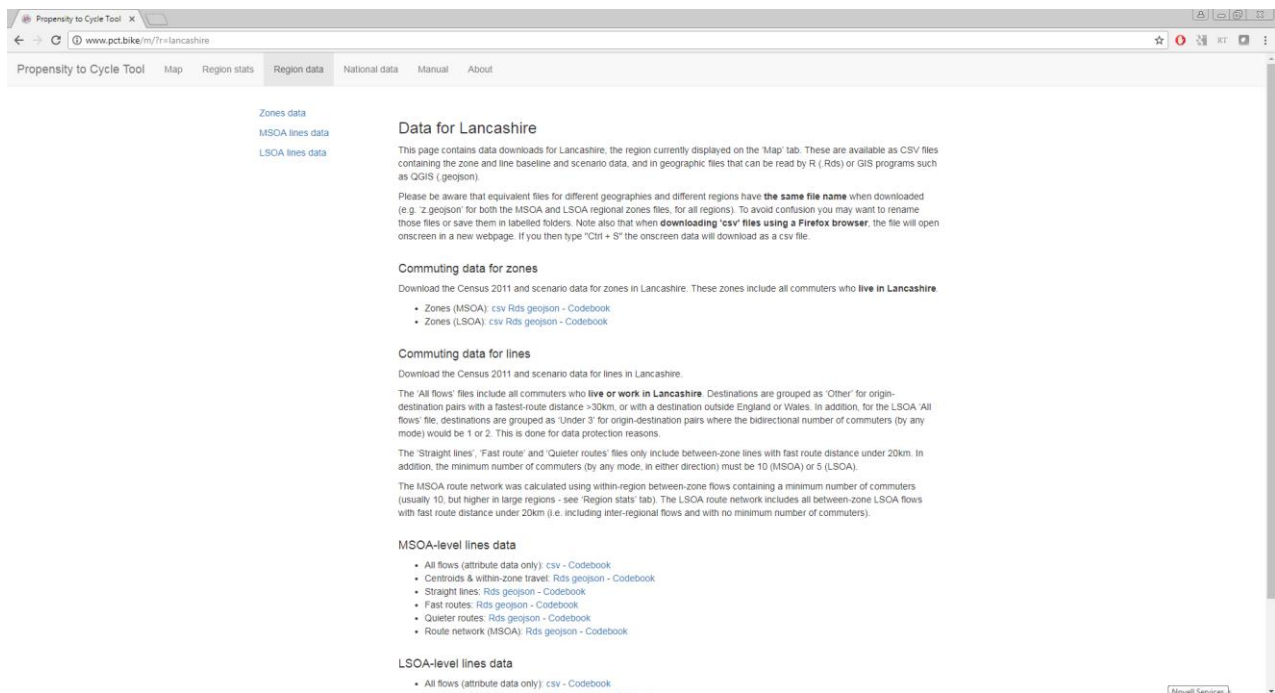 Propensity to Cycle Tool
www.pct.bike/m/?r=lancashire
Propensity to Cycle Tool Map Region stats Region data National data Manual About
Zones data
MSOA lines data
LSOA lines data
Data for Lancashire
This page contains data downloads for Lancashire, the region currently displayed on the 'Map' tab. These are available as CSV files
containing the zone and line baseline and scenario data, and in geographic files that can be read by R (.Rds) or GIS programs such
as QGIS (.geojson).
Please be aware that equivalent files for different geographies and different regions have the same file name when downloaded
(e.g. 'z.geojson' for both the MSOA and LSOA regional zones files, for all regions). To avoid confusion you may want to rename
those files or save them in labelled folders. Note also that when downloading 'csv' files using a Firefox browser, the file will open
onscreen in a new webpage. If you then type "Ctrl + S" the onscreen data will download as a csv file.
Commuting data for zones
Download the Census 2011 and scenario data for zones in Lancashire. These zones include all commuters who live in Lancashire.
• Zones (MSOA): csv Rds geojson - Codebook
• Zones (LSOA): csv Rds geojson - Codebook
Commuting data for lines
Download the Census 2011 and scenario data for lines in Lancashire.
The 'All flows' files include all commuters who live or work in Lancashire. Destinations are grouped as 'Other' for origin-
destination pairs with a fastest-route distance >30km, or with a destination outside England or Wales. In addition, for the LSOA 'All
flows' file, destinations are grouped as 'Under 3' for origin-destination pairs where the bidirectional number of commuters (by any
mode) would be 1 or 2. This is done for data protection reasons.
The 'Straight lines', 'Fast route' and 'Quieter routes' files only include between-zone lines with fast route distance under 20km. In
addition, the minimum number of commuters (by any mode, in either direction) must be 10 (MSOA) or 5 (LSOA).
The MSOA route network was calculated using within-region between-zone flows containing a minimum number of commuters
(usually 10, but higher in large regions - see 'Region stats' tab). The LSOA route network includes all between-zone LSOA flows
with fast route distance under 20km (i.e. including inter-regional flows and with no minimum number of commuters).
MSOA-level lines data
• All flows (attribute data only): csv - Codebook
• Centroids & within-zone travel: Rds geojson - Codebook
• Straight lines: Rds geojson - Codebook
• Fast routes: Rds geojson - Codebook
• Quieter routes: Rds geojson - Codebook
• Route network (MSOA): Rds geojson - Codebook
LSOA-level lines data
• All flows (attribute data only): csv - Codebook
Novell Services